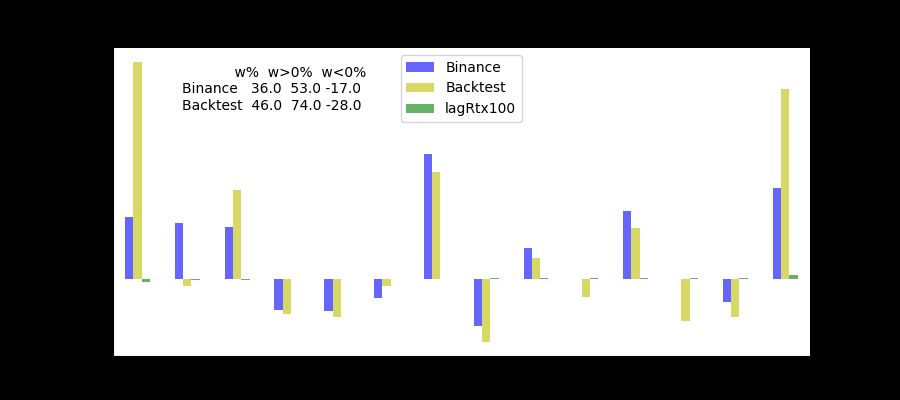 w%  w>0%  w<0%
Binance   36.0  53.0 -17.0
Backtest  46.0  74.0 -28.0
Binance
Backtest
lagRtx100